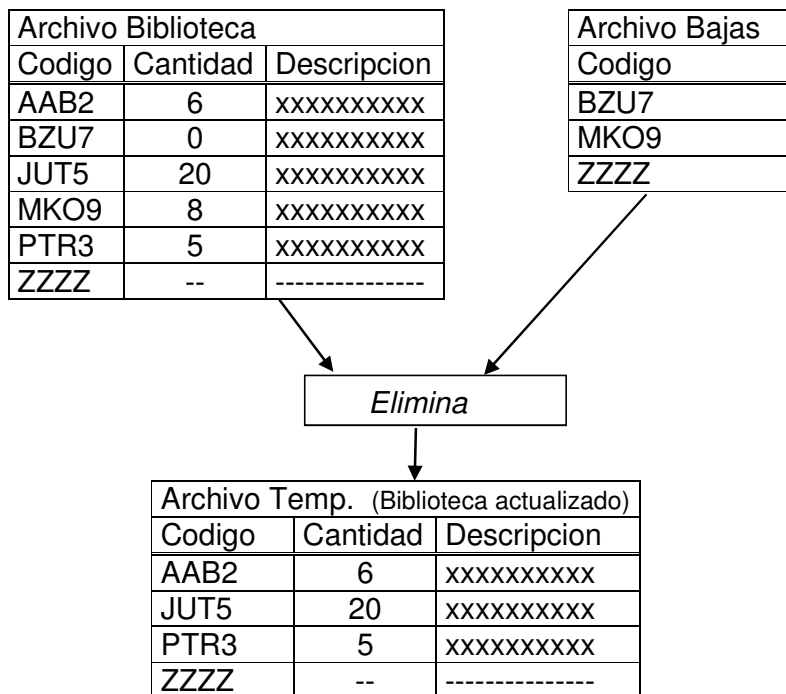 Archivo Biblioteca
Codigo Cantidad Descripcion
AAB2 6 xxxxxxxxxx
BZU7 0 xxxxxxxxxx
JUT5 20 xxxxxxxxxx
MKO9 8 xxxxxxxxxx
PTR3 5 xxxxxxxxxx
ZZZZ -- ---------------
Archivo Bajas
Codigo
BZU7
MKO9
ZZZZ
Elimina
Archivo Temp. (Biblioteca actualizado)
Codigo Cantidad Descripcion
AAB2 6 xxxxxxxxxx
JUT5 20 xxxxxxxxxx
PTR3 5 xxxxxxxxxx
ZZZZ -- ---------------